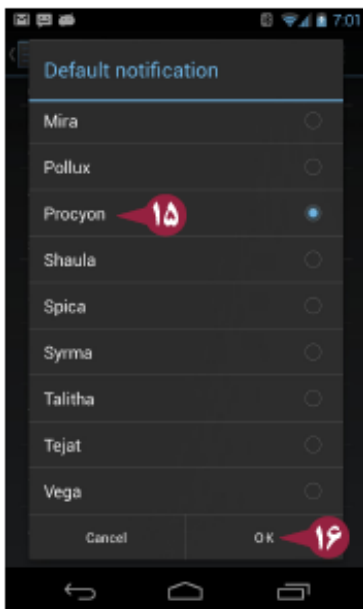 7:01
Default notification
Mira
Pollux
Procyon ۱۵
Shaula
Spica
Syrma
Talitha
Tejat
Vega
Cancel OK ۱۶